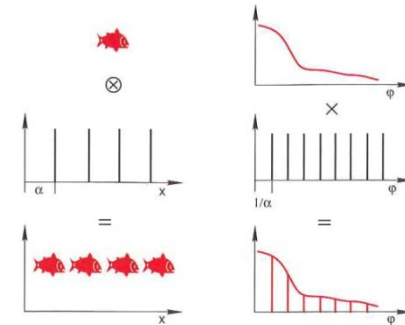 φ
⊗ ×
α x
φ
1/α
= =
x φ